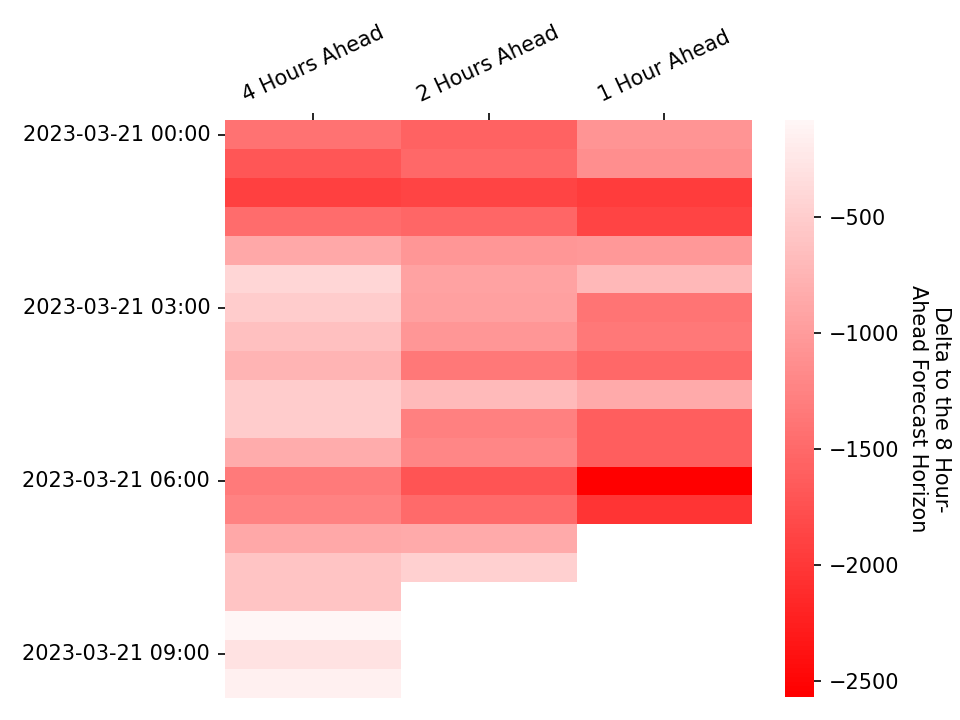 4 Hours Ahead
2 Hours Ahead
1 Hour Ahead
2023-03-21 00:00
2023-03-21 03:00
2023-03-21 06:00
2023-03-21 09:00
−500
−1000
−1500
−2000
−2500
Delta to the 8 Hour-
Ahead Forecast Horizon